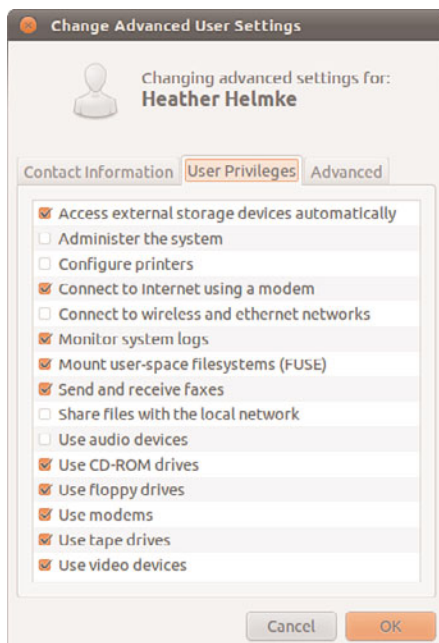 Change Advanced User Settings
Changing advanced settings for:
Heather Helmke
Contact Information User Privileges Advanced
Access external storage devices automatically
Administer the system
Configure printers
Connect to Internet using a modem
Connect to wireless and ethernet networks
Monitor system logs
Mount user-space filesystems (FUSE)
Send and receive faxes
Share files with the local network
Use audio devices
Use CD-ROM drives
Use floppy drives
Use modems
Use tape drives
Use video devices
Cancel OK